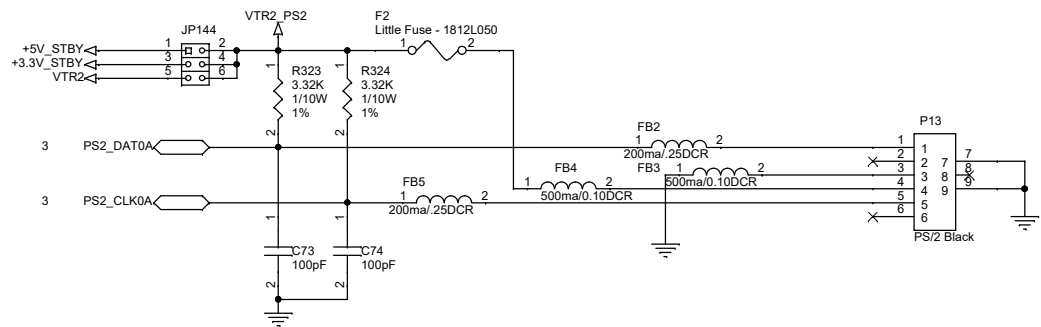 VTR2_PS2
F2
Little Fuse - 1812L050
JP144
1 2
+5V_STBY 1 2
+3.3V_STBY 3 4
VTR2 5 6
1 1
R323 R324
3.32K 3.32K
1/10W 1/10W
1% 1%
2 2
P13
3 PS2_DAT0A
FB2
1 2
200ma/.25DCR
FB3
1 2
500ma/0.10DCR
FB4
1 2
500ma/0.10DCR
3 PS2_CLK0A
FB5
1 2
200ma/.25DCR
1 1
2 2 7 7
3 3 8 8
4 4 9 9
5 5
6 6
PS/2 Black
1 1
C73 C74
100pF 100pF
2 2